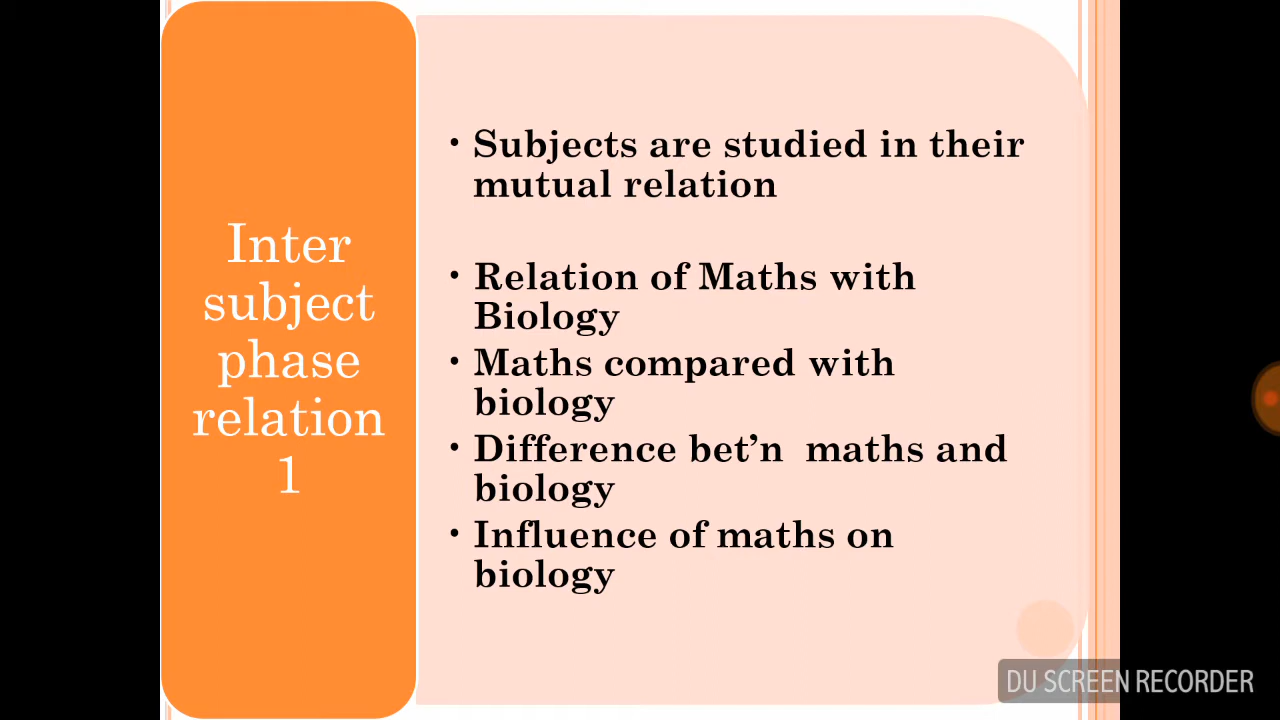 Inter
subject
phase
relation
1
• Subjects are studied in their
mutual relation
• Relation of Maths with
Biology
• Maths compared with
biology
• Difference bet’n maths and
biology
• Influence of maths on
biology
DU SCREEN RECORDER